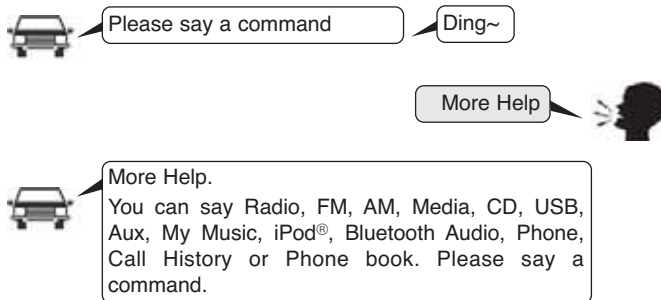 Please say a command
Ding~
More Help
More Help.
You can say Radio, FM, AM, Media, CD, USB,
Aux, My Music, iPod®, Bluetooth Audio, Phone,
Call History or Phone book. Please say a
command.